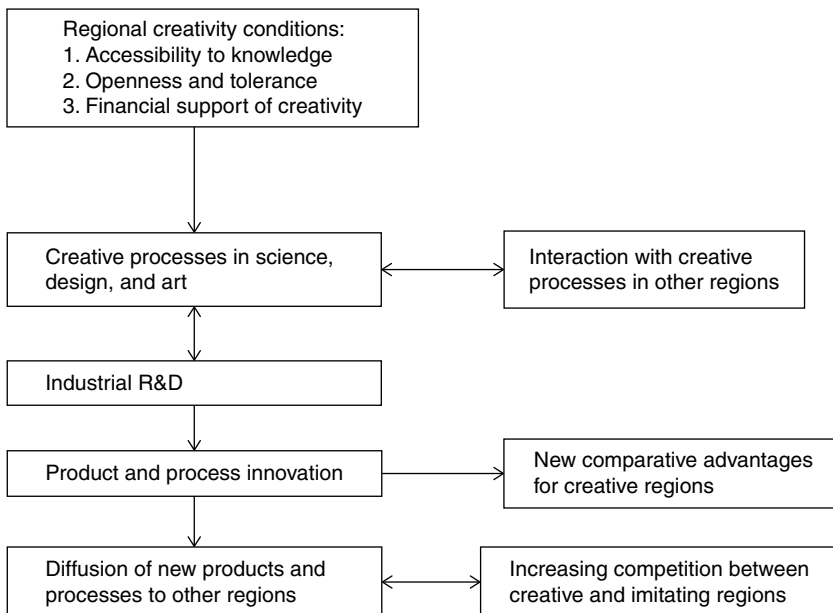 Regional creativity conditions:
1. Accessibility to knowledge
2. Openness and tolerance
3. Financial support of creativity
Creative processes in science,
design, and art
Interaction with creative
processes in other regions
Industrial R&D
Product and process innovation
New comparative advantages
for creative regions
Diffusion of new products and
processes to other regions
Increasing competition between
creative and imitating regions